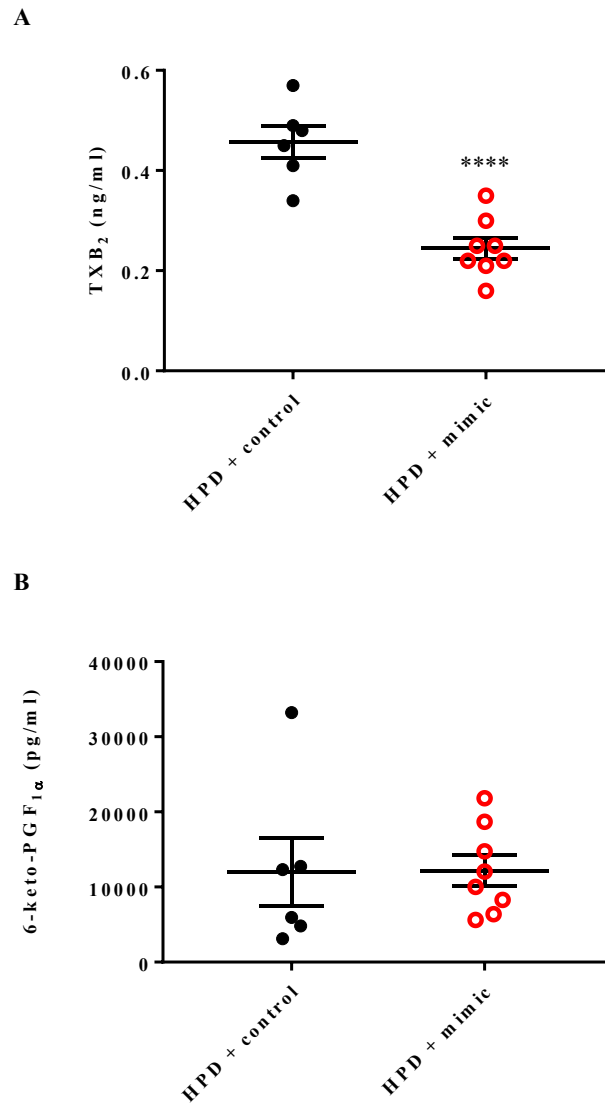 A
TXB₂ (ng/ml)
0.6
0.4
0.2
0.0
****
HPD + control
HPD + mimic
B
6-keto-PGF₁α (pg/ml)
40000
30000
20000
10000
0
HPD + control
HPD + mimic